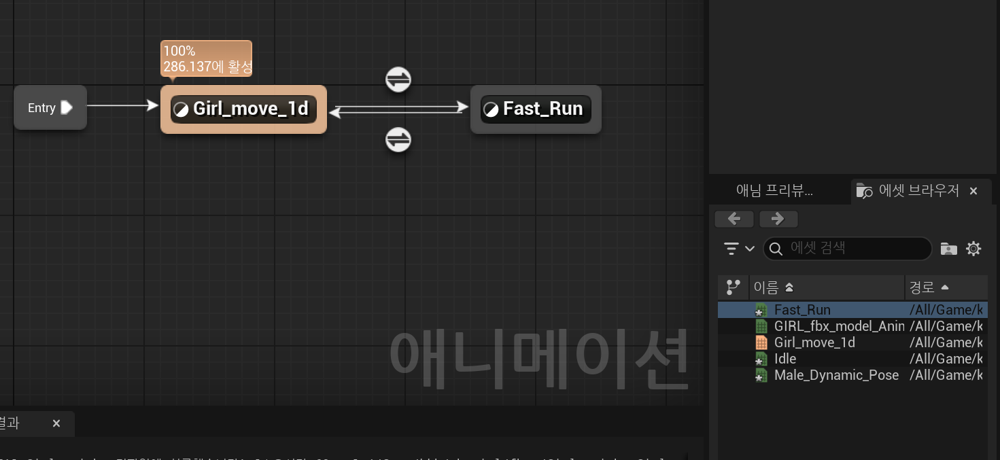 100%
286.137에 활성
Entry
Girl_move_1d
Fast_Run
애니메이션
결과
애님 프리뷰...
에셋 브라우저
에셋 검색
이름
경로
Fast_Run /All/Game/k
GIRL_fbx_model_Anin /All/Game/k
Girl_move_1d /All/Game/k
Idle /All/Game/k
Male_Dynamic_Pose /All/Game/k